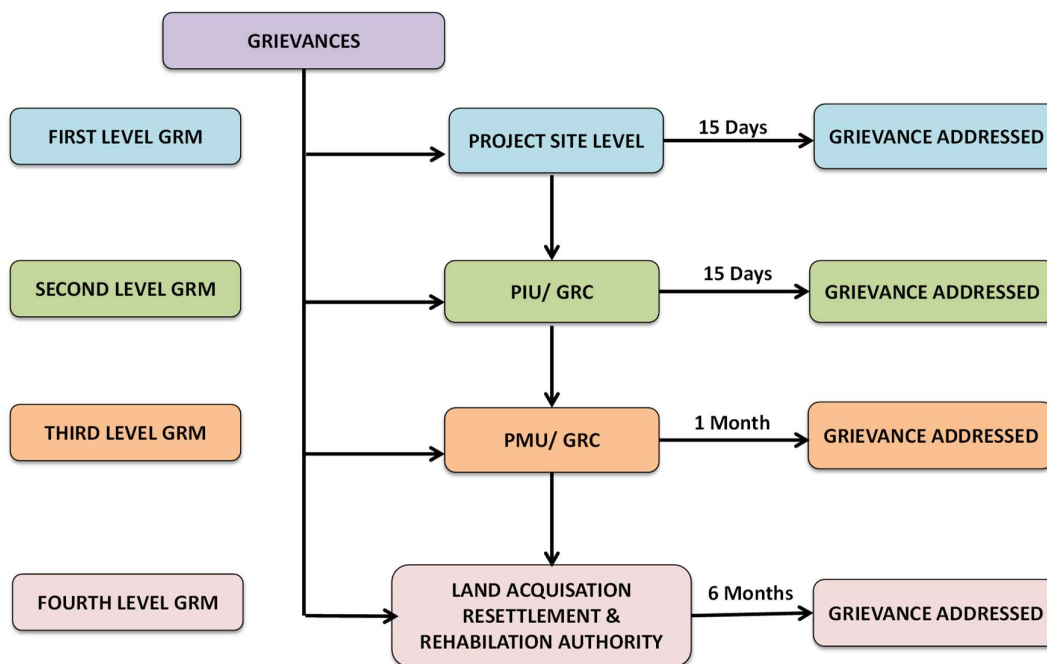 GRIEVANCES
FIRST LEVEL GRM
PROJECT SITE LEVEL
15 Days
GRIEVANCE ADDRESSED
SECOND LEVEL GRM
PIU/ GRC
15 Days
GRIEVANCE ADDRESSED
THIRD LEVEL GRM
PMU/ GRC
1 Month
GRIEVANCE ADDRESSED
FOURTH LEVEL GRM
LAND ACQUISATION
RESETTLEMENT &
REHABILATION AUTHORITY
6 Months
GRIEVANCE ADDRESSED